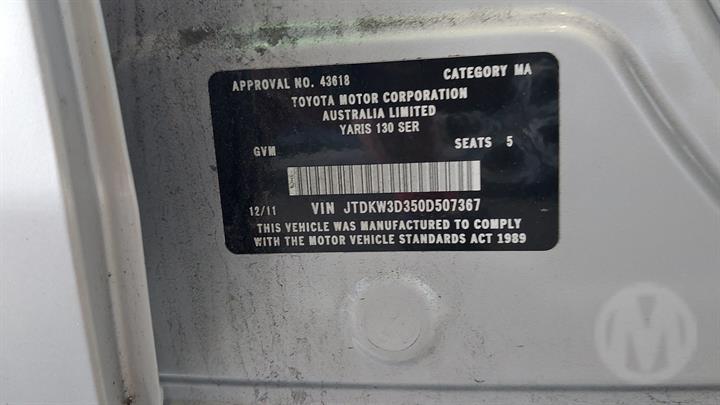 APPROVAL NO. 43618 CATEGORY MA
TOYOTA MOTOR CORPORATION
AUSTRALIA LIMITED
YARIS 130 SER
GVM SEATS 5
12/11 VIN JTDKW3D350D507367
THIS VEHICLE WAS MANUFACTURED TO COMPLY
WITH THE MOTOR VEHICLE STANDARDS ACT 1989
M